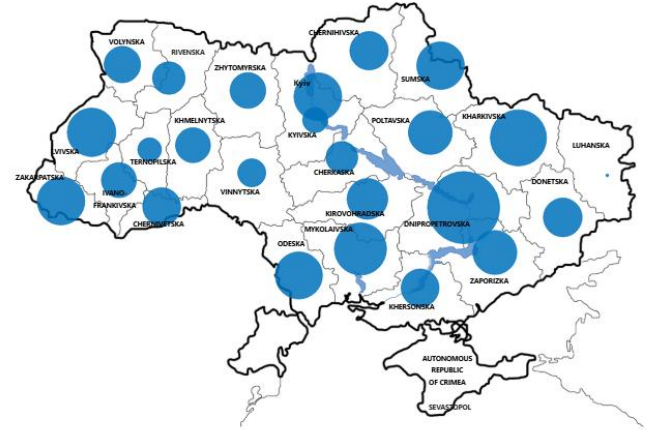 CHERNIHIVSKA
VOLYNSKA
RIVENSKA
ZHYTOMYRSKA
SUMSKA
Kyiv
KHMELNYTSKA
KYIVSKA
POLTAVSKA
KHARKIVSKA
LVIVSKA
LUHANSKA
TERNOPILSKA
CHERKASKA
ZAKARPATSKA
DONETSKA
IVANO-
FRANKIVSKA
VINNYTSKA
CHERNIVETSKA
KIROVOHRADSKA
DNIPROPETROVSKA
MYKOLAIVSKA
ODESKA
ZAPORIZKA
KHERSONSKA
AUTONOMOUS
REPUBLIC
OF CRIMEA
SEVASTOPOL